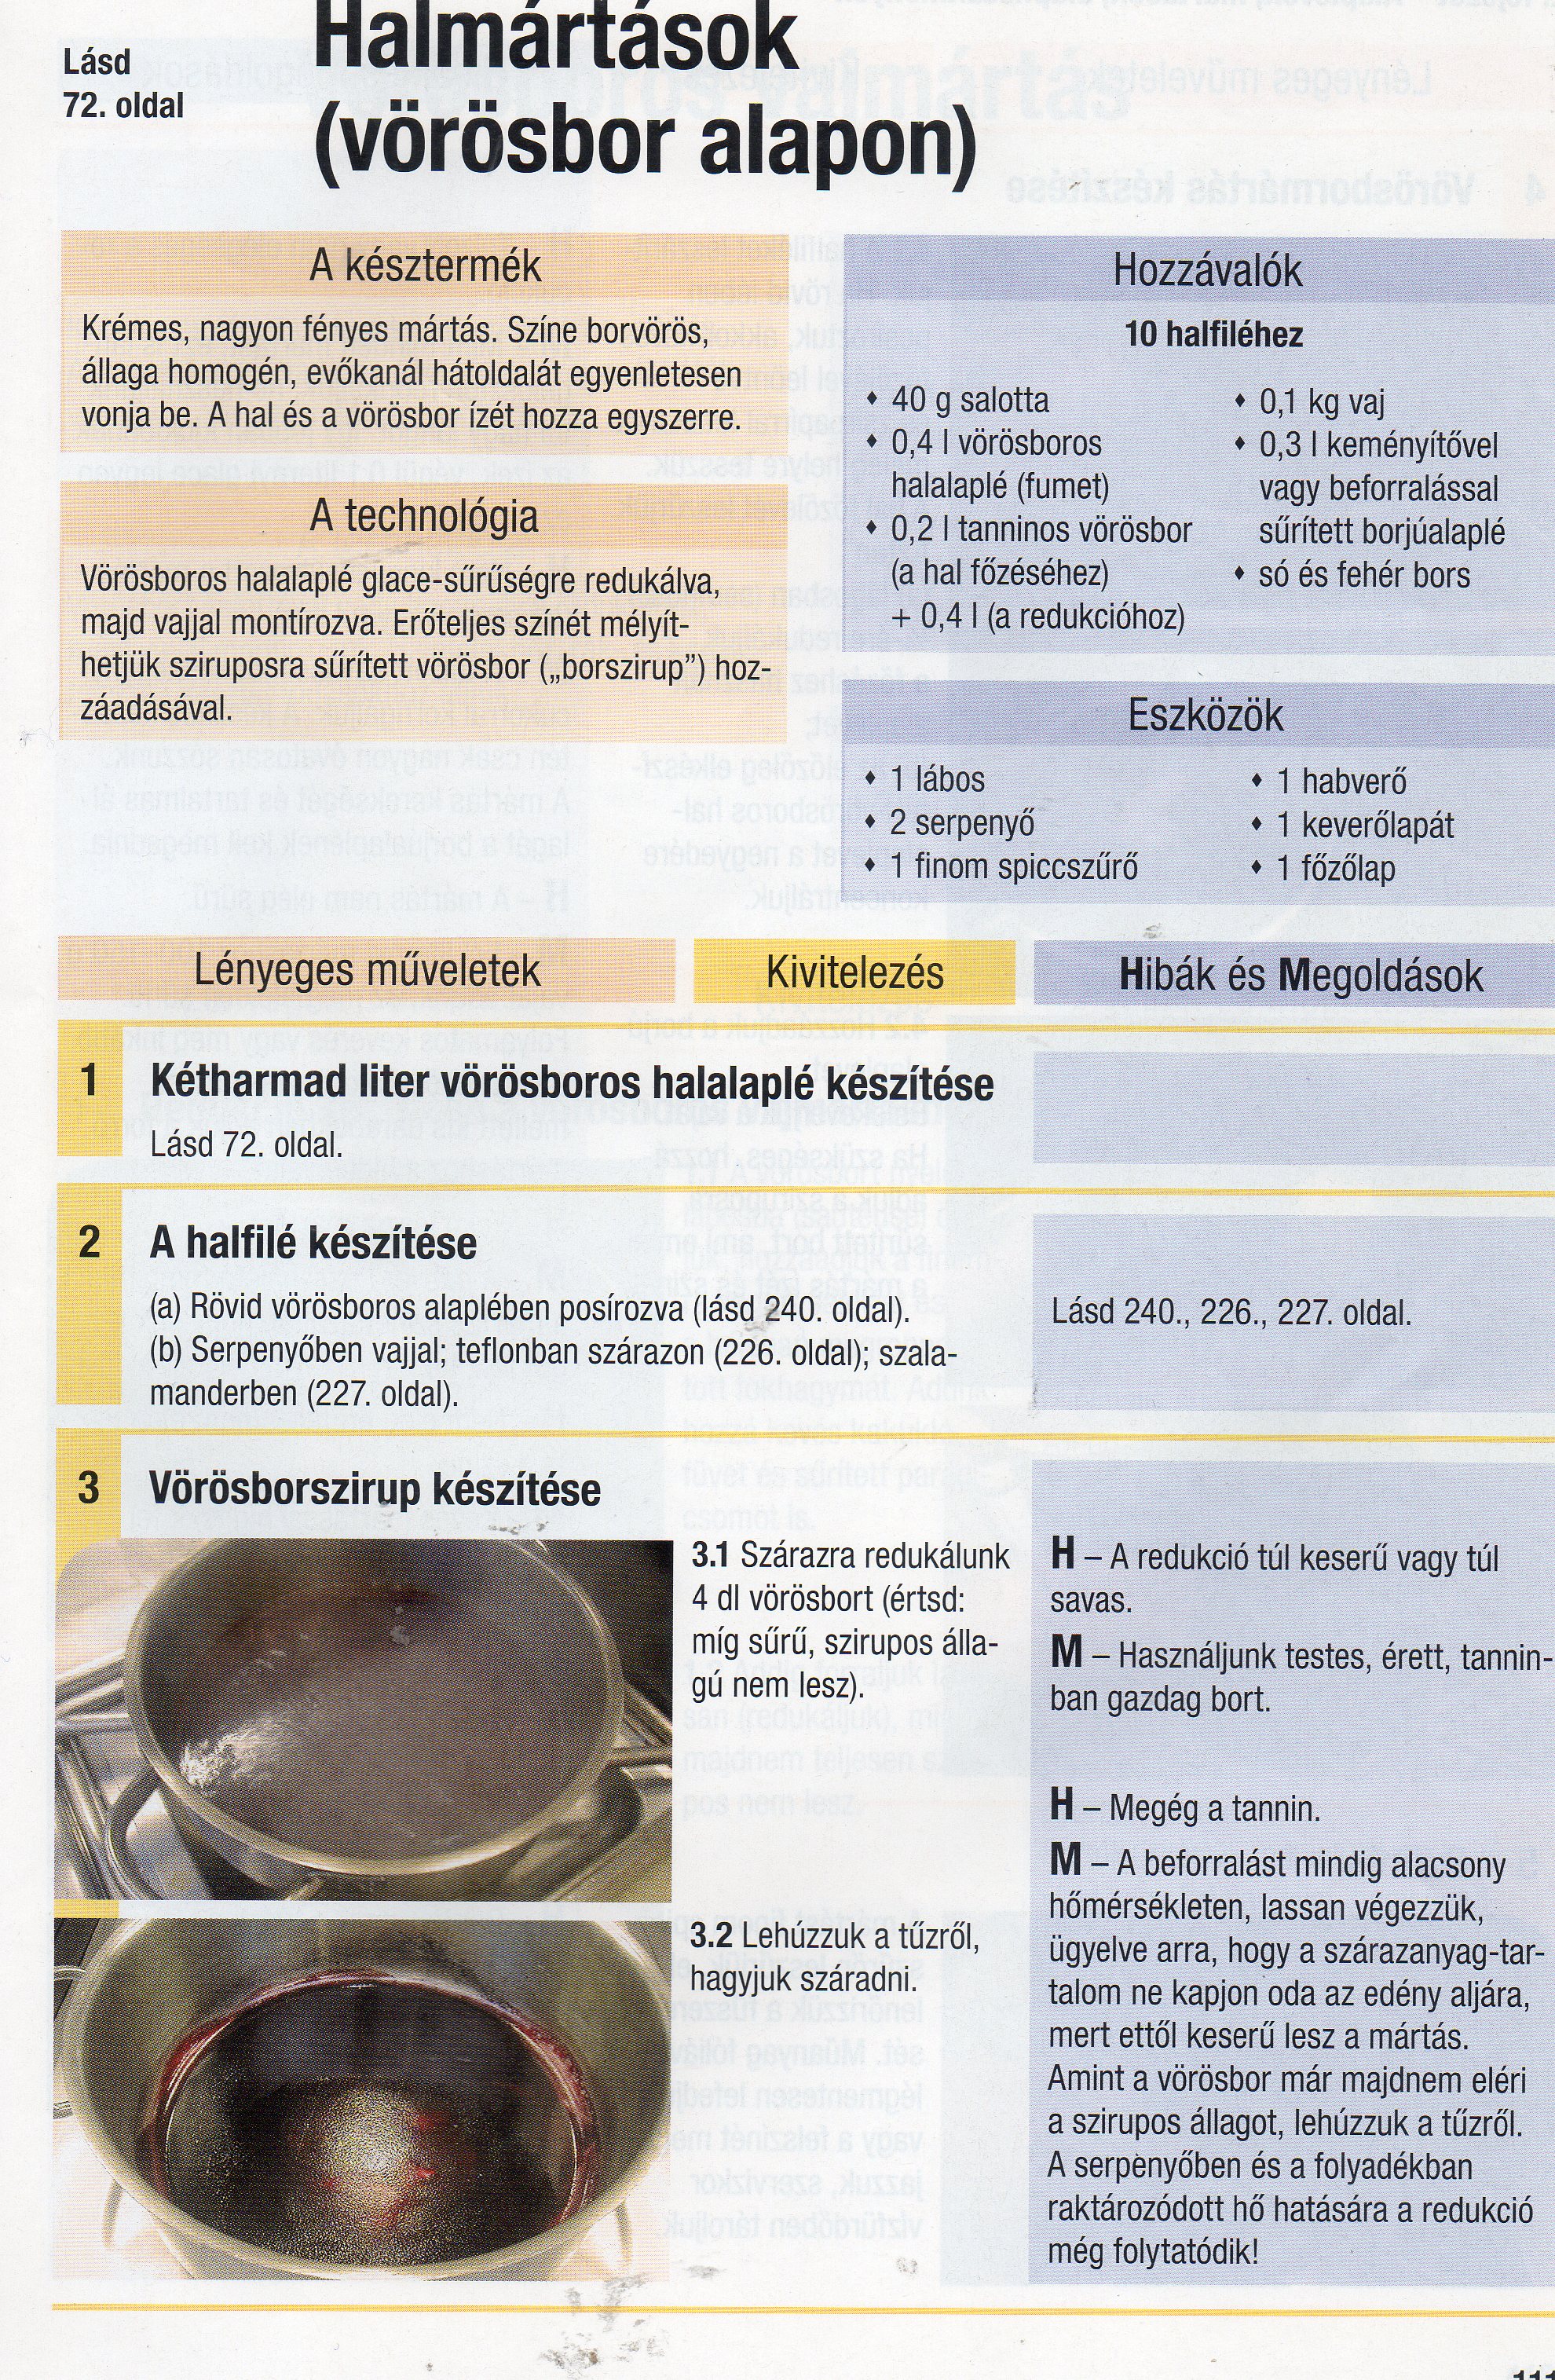 Lásd
72. oldal
Halmártások
(vörösbor alapon)
A késztermék
Krémes, nagyon fényes mártás. Színe borvörös,
állaga homogén, evőkanál hátoldalát egyenletesen
vonja be. A hal és a vörösbor ízét hozza egyszerre.
A technológia
Vörösboros halalaplé glace-sűrűségre redukálva,
majd vajjal montírozva. Erőteljes színét mélyít-
hetjük sziruposra sűrített vörösbor („borszirup”) hoz-
záadásával.
Hozzávalók
10 halfiléhez
♦ 40 g salotta
♦ 0,4 l vörösboros
halalaplé (fumet)
♦ 0,2 l tanninos vörösbor
(a hal főzéséhez)
+ 0,4 l (a redukcióhoz)
♦ 0,1 kg vaj
♦ 0,3 l keményítővel
vagy beforralással
sűrített borjúalaplé
♦ só és fehér bors
Eszközök
♦ 1 lábos
♦ 2 serpenyő
♦ 1 finom spiccszűrő
♦ 1 habverő
♦ 1 keverőlapát
♦ 1 főzőlap
Lényeges műveletek
Kivitelezés
Hibák és Megoldások
1 Kétharmad liter vörösboros halalaplé készítése
Lásd 72. oldal.
2 A halfilé készítése
(a) Rövid vörösboros alaplében posírozva (lásd 240. oldal).
(b) Serpenyőben vajjal; teflonban szárazon (226. oldal); szala-
manderben (227. oldal).
Lásd 240., 226., 227. oldal.
3 Vörösborszirup készítése
3.1 Szárazra redukálunk
4 dl vörösbort (értsd:
míg sűrű, szirupos álla-
gú nem lesz).
3.2 Lehúzzuk a tűzről,
hagyjuk száradni.
H – A redukció túl keserű vagy túl
savas.
M – Használjunk testes, érett, tannin-
ban gazdag bort.
H – Megég a tannin.
M – A beforralást mindig alacsony
hőmérsékleten, lassan végezzük,
ügyelve arra, hogy a szárazanyag-tar-
talom ne kapjon oda az edény aljára,
mert ettől keserű lesz a mártás.
Amint a vörösbor már majdnem eléri
a szirupos állagot, lehúzzuk a tűzről.
A serpenyőben és a folyadékban
raktározódott hő hatására a redukció
még folytatódik!